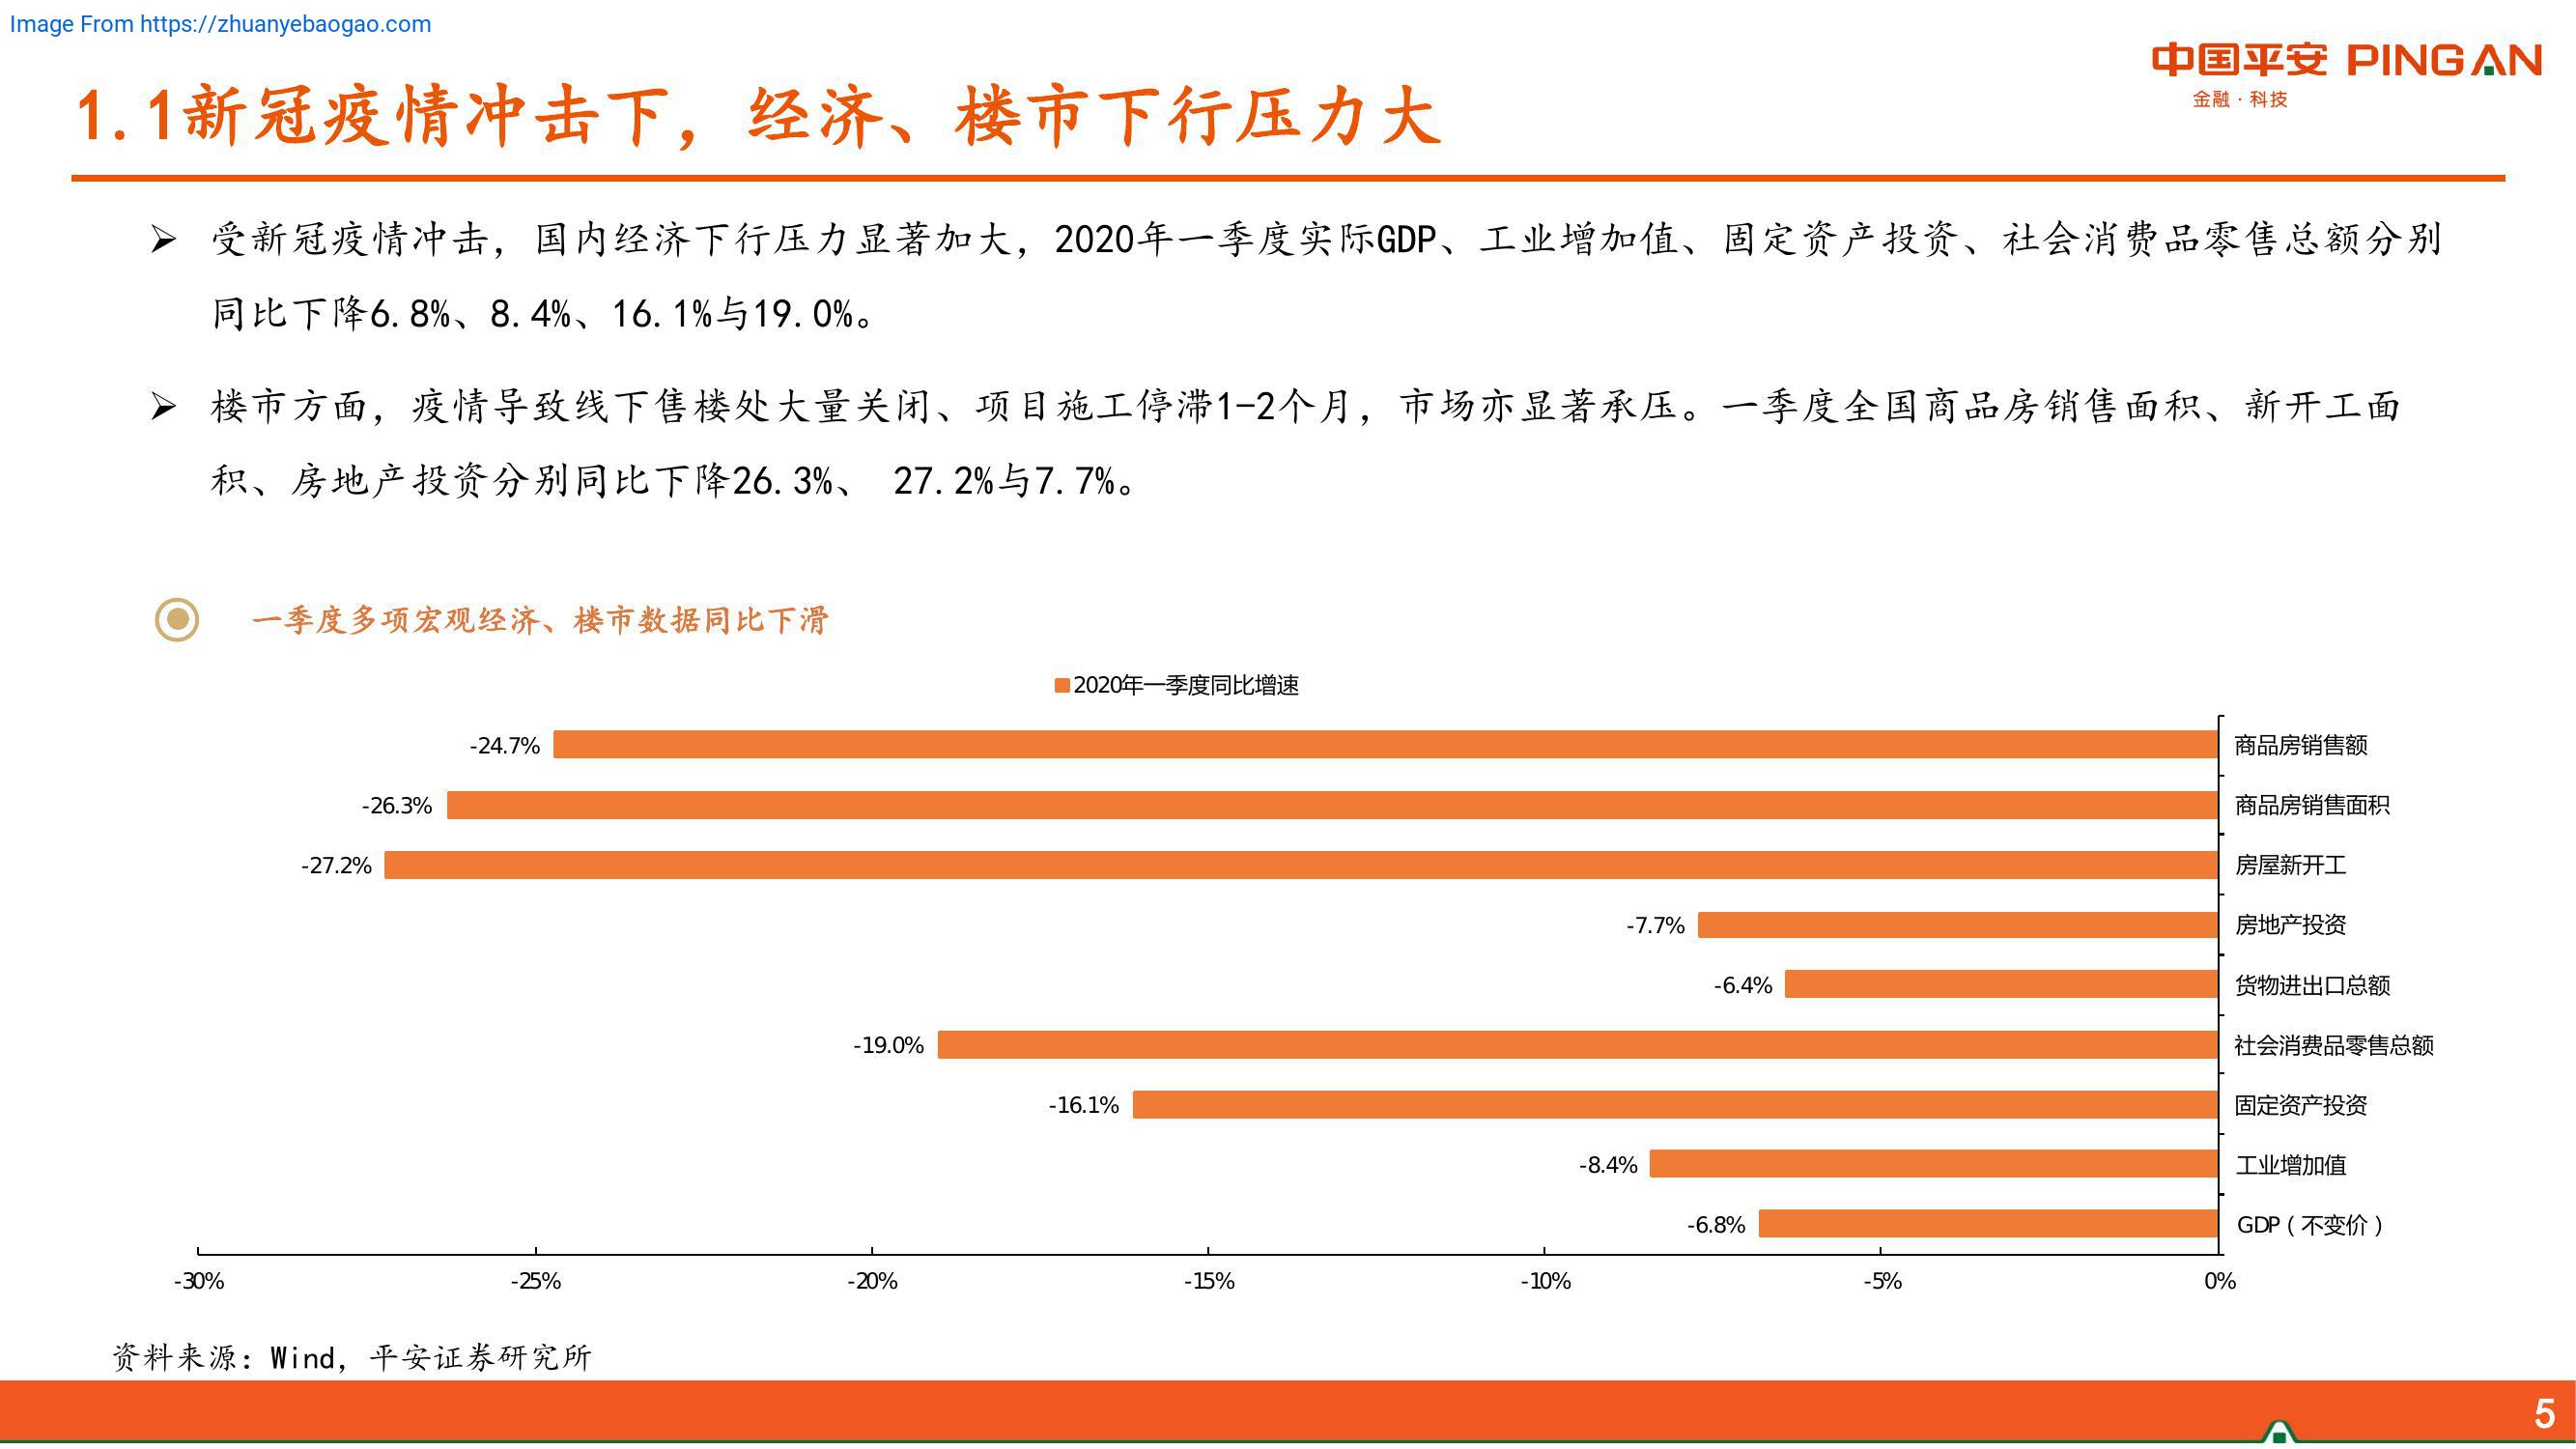 Image From https://zhuanyebaogao.com
中国平安 PINGAN
金融·科技
1.1新冠疫情冲击下，经济、楼市下行压力大
受新冠疫情冲击，国内经济下行压力显著加大，2020年一季度实际GDP、工业增加值、固定资产投资、社会消费品零售总额分别
同比下降6.8%、8.4%、16.1%与19.0%。
楼市方面，疫情导致线下售楼处大量关闭、项目施工停滞1-2个月，市场亦显著承压。一季度全国商品房销售面积、新开工面
积、房地产投资分别同比下降26.3%、 27.2%与7.7%。
一季度多项宏观经济、楼市数据同比下滑
2020年一季度同比增速
-24.7% 商品房销售额
-26.3% 商品房销售面积
-27.2% 房屋新开工
-7.7% 房地产投资
-6.4% 货物进出口总额
-19.0% 社会消费品零售总额
-16.1% 固定资产投资
-8.4% 工业增加值
-6.8% GDP（不变价）
-30% -25% -20% -15% -10% -5% 0%
资料来源：Wind，平安证券研究所
5